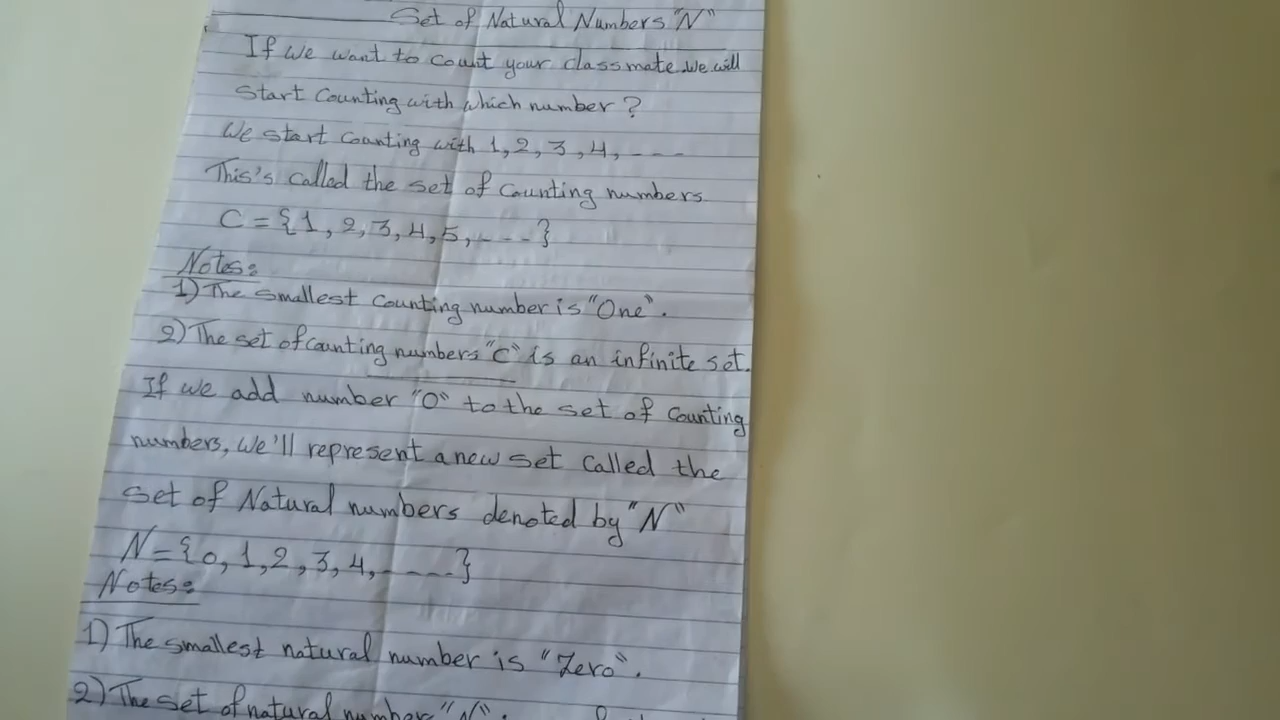 Set of Natural Numbers "N"
If we want to count your classmate we will
start counting with which number?
We start counting with 1, 2, 3, 4, ---
This's called the set of counting numbers
C = {1, 2, 3, 4, 5, ----}
Notes:
1) The smallest counting number is "One".
2) The set of counting numbers "C" is an infinite set.
If we add number "0" to the set of counting
numbers, we'll represent a new set called the
set of Natural numbers denoted by "N"
N = {0, 1, 2, 3, 4, -----}
Notes:
1) The smallest natural number is "Zero".
2) The set of natural number "N"